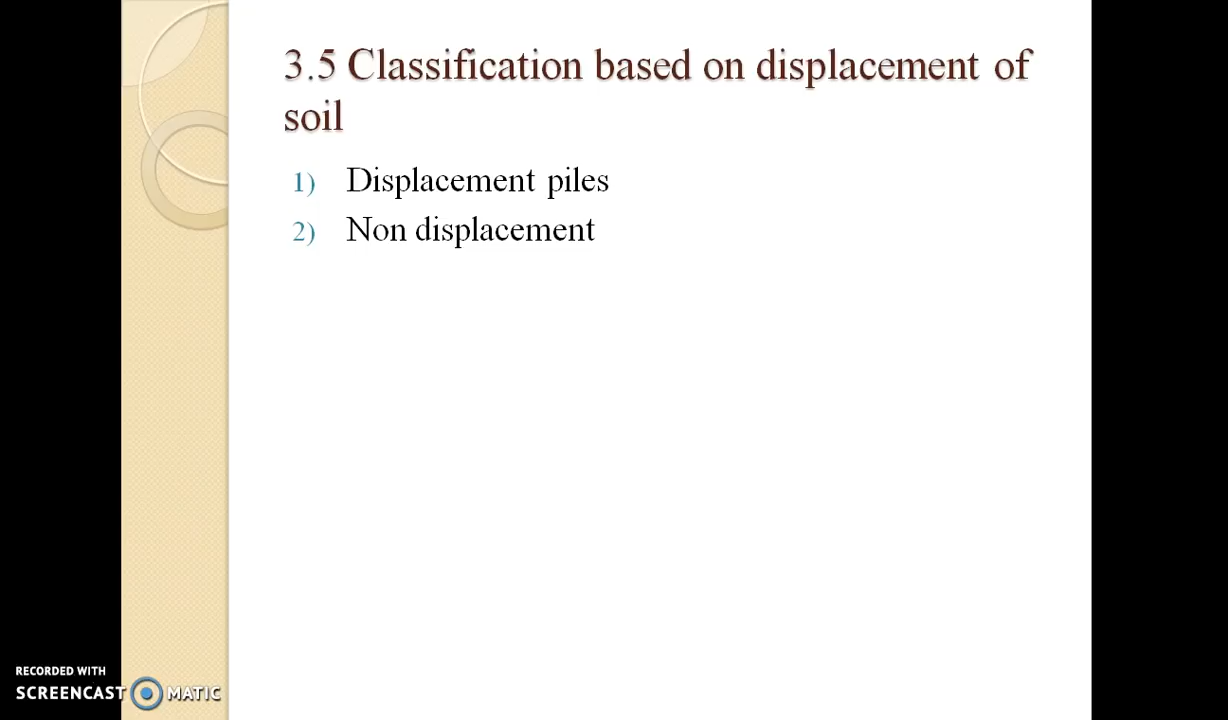 3.5 Classification based on displacement of
soil
1) Displacement piles
2) Non displacement
RECORDED WITH
SCREENCAST MATIC